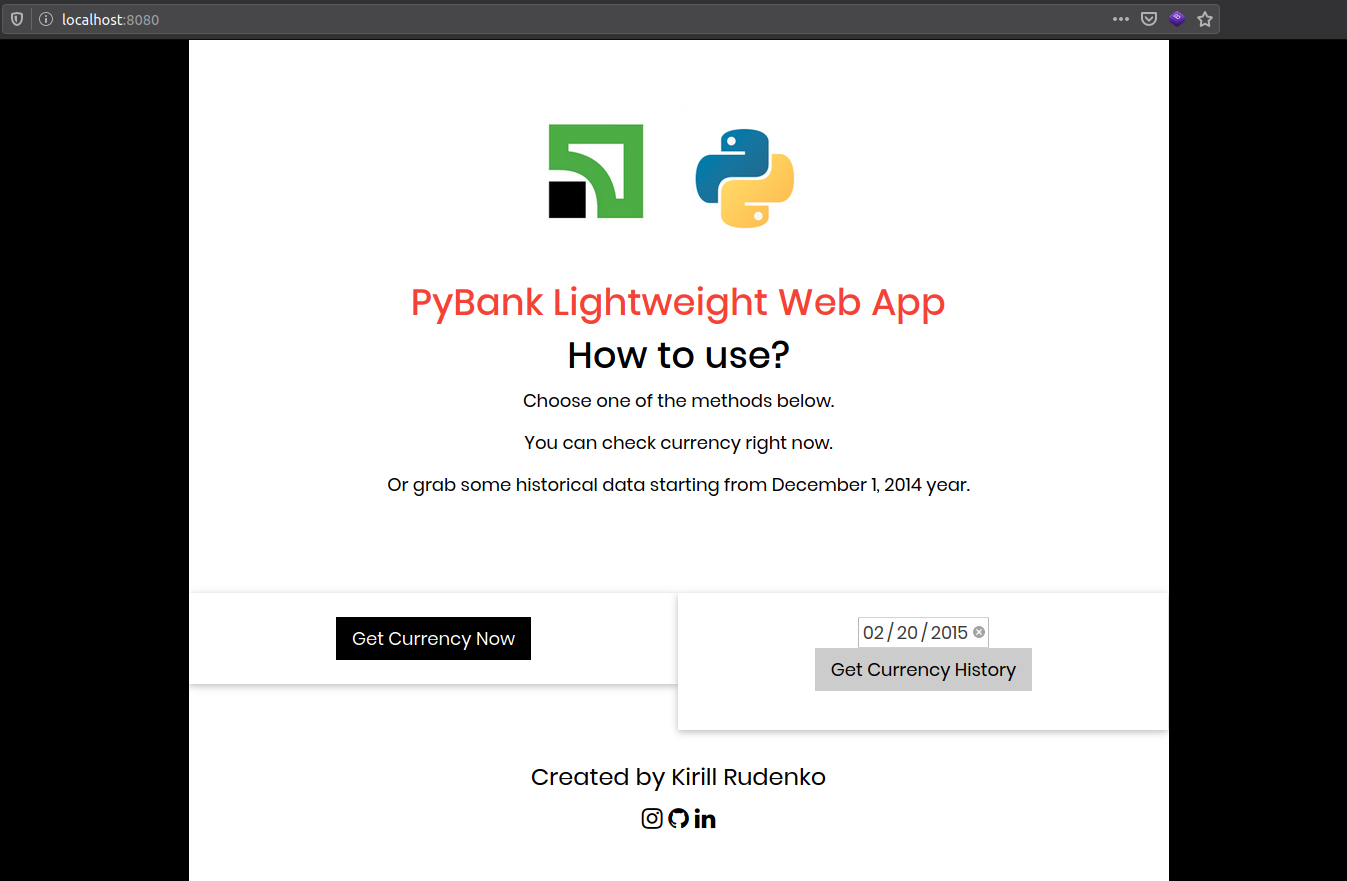 localhost:8080
PyBank Lightweight Web App
How to use?
Choose one of the methods below.
You can check currency right now.
Or grab some historical data starting from December 1, 2014 year.
Get Currency Now
02/20/2015
Get Currency History
Created by Kirill Rudenko
in